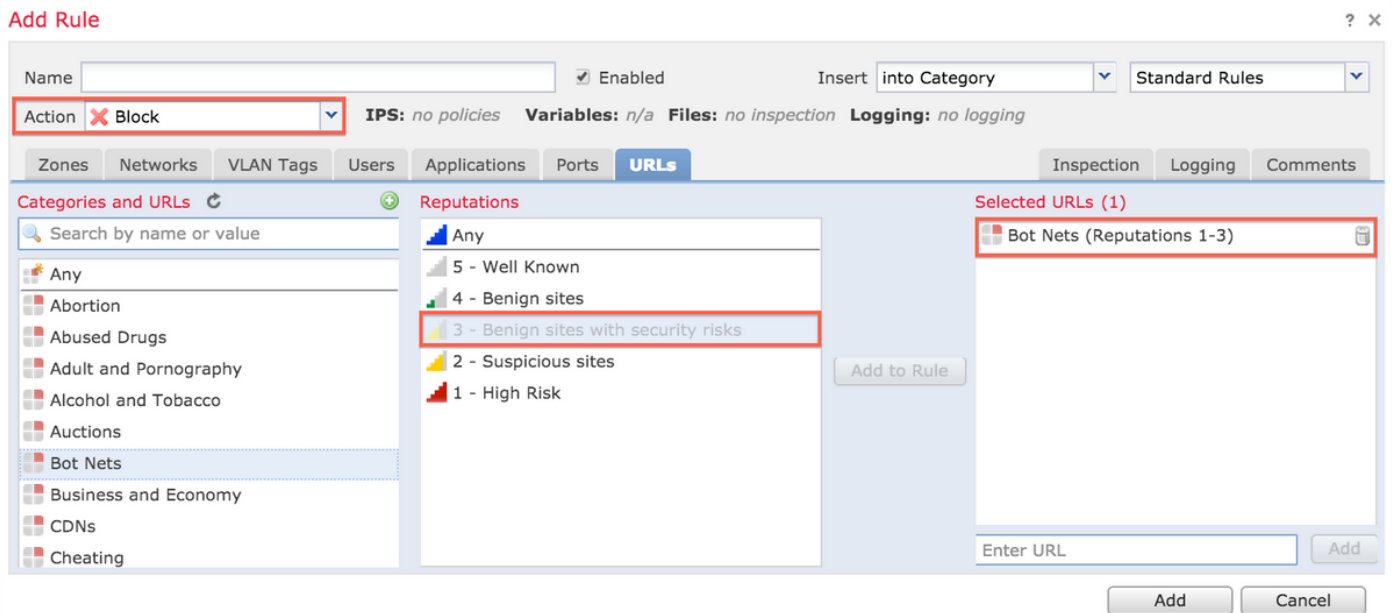 Add Rule ?
Name Enabled Insert into Category Standard Rules
Action Block IPS: no policies Variables: n/a Files: no inspection Logging: no logging
Zones Networks VLAN Tags Users Applications Ports URLs Inspection Logging Comments
Categories and URLs
Search by name or value
Any
Abortion
Abused Drugs
Adult and Pornography
Alcohol and Tobacco
Auctions
Bot Nets
Business and Economy
CDNs
Cheating
Reputations
Any
5 - Well Known
4 - Benign sites
3 - Benign sites with security risks
2 - Suspicious sites
1 - High Risk
Add to Rule
Selected URLs (1)
Bot Nets (Reputations 1-3)
Enter URL Add
Add Cancel